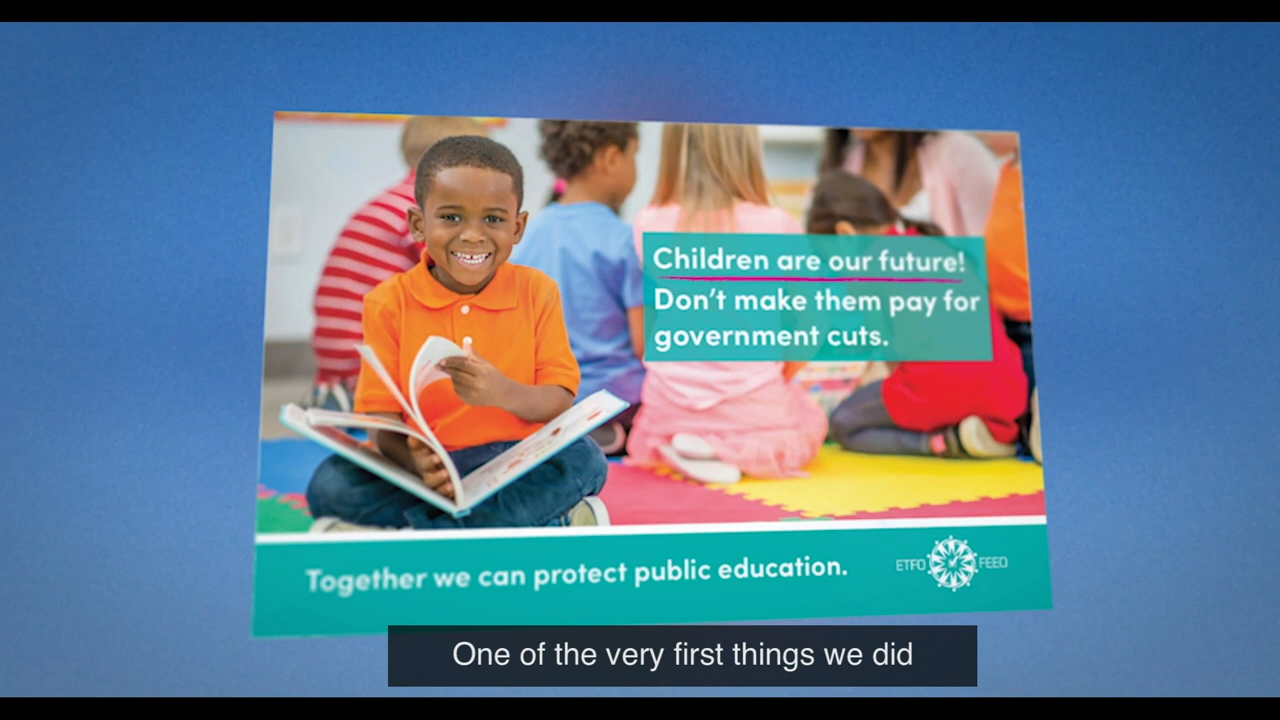 Children are our future!
Don't make them pay for
government cuts.
Together we can protect public education.
ETFO FEED
One of the very first things we did